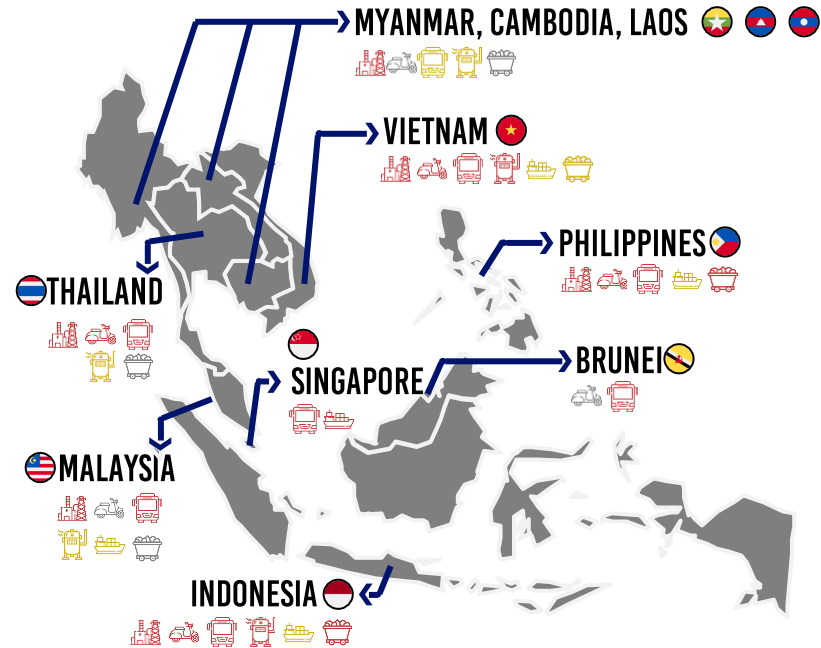 MYANMAR, CAMBODIA, LAOS
VIETNAM
PHILIPPINES
THAILAND
SINGAPORE
BRUNEI
MALAYSIA
INDONESIA